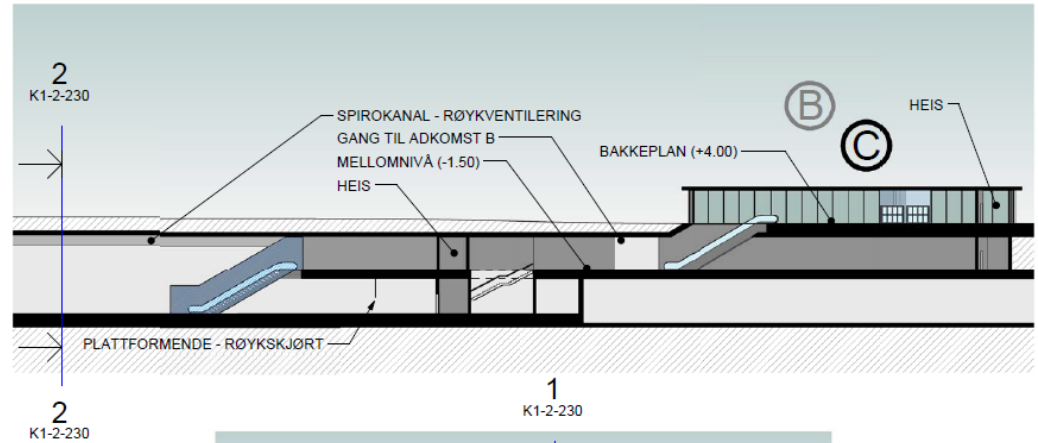 2
K1-2-230
SPIROKANAL - RØYKVENTILERING
GANG TIL ADKOMST B
MELLOMNIVÅ (-1.50)
HEIS
BAKKEPLAN (+4.00)
B
C
HEIS
PLATTFORMENDE - RØYKSKJØRT
2
K1-2-230
1
K1-2-230